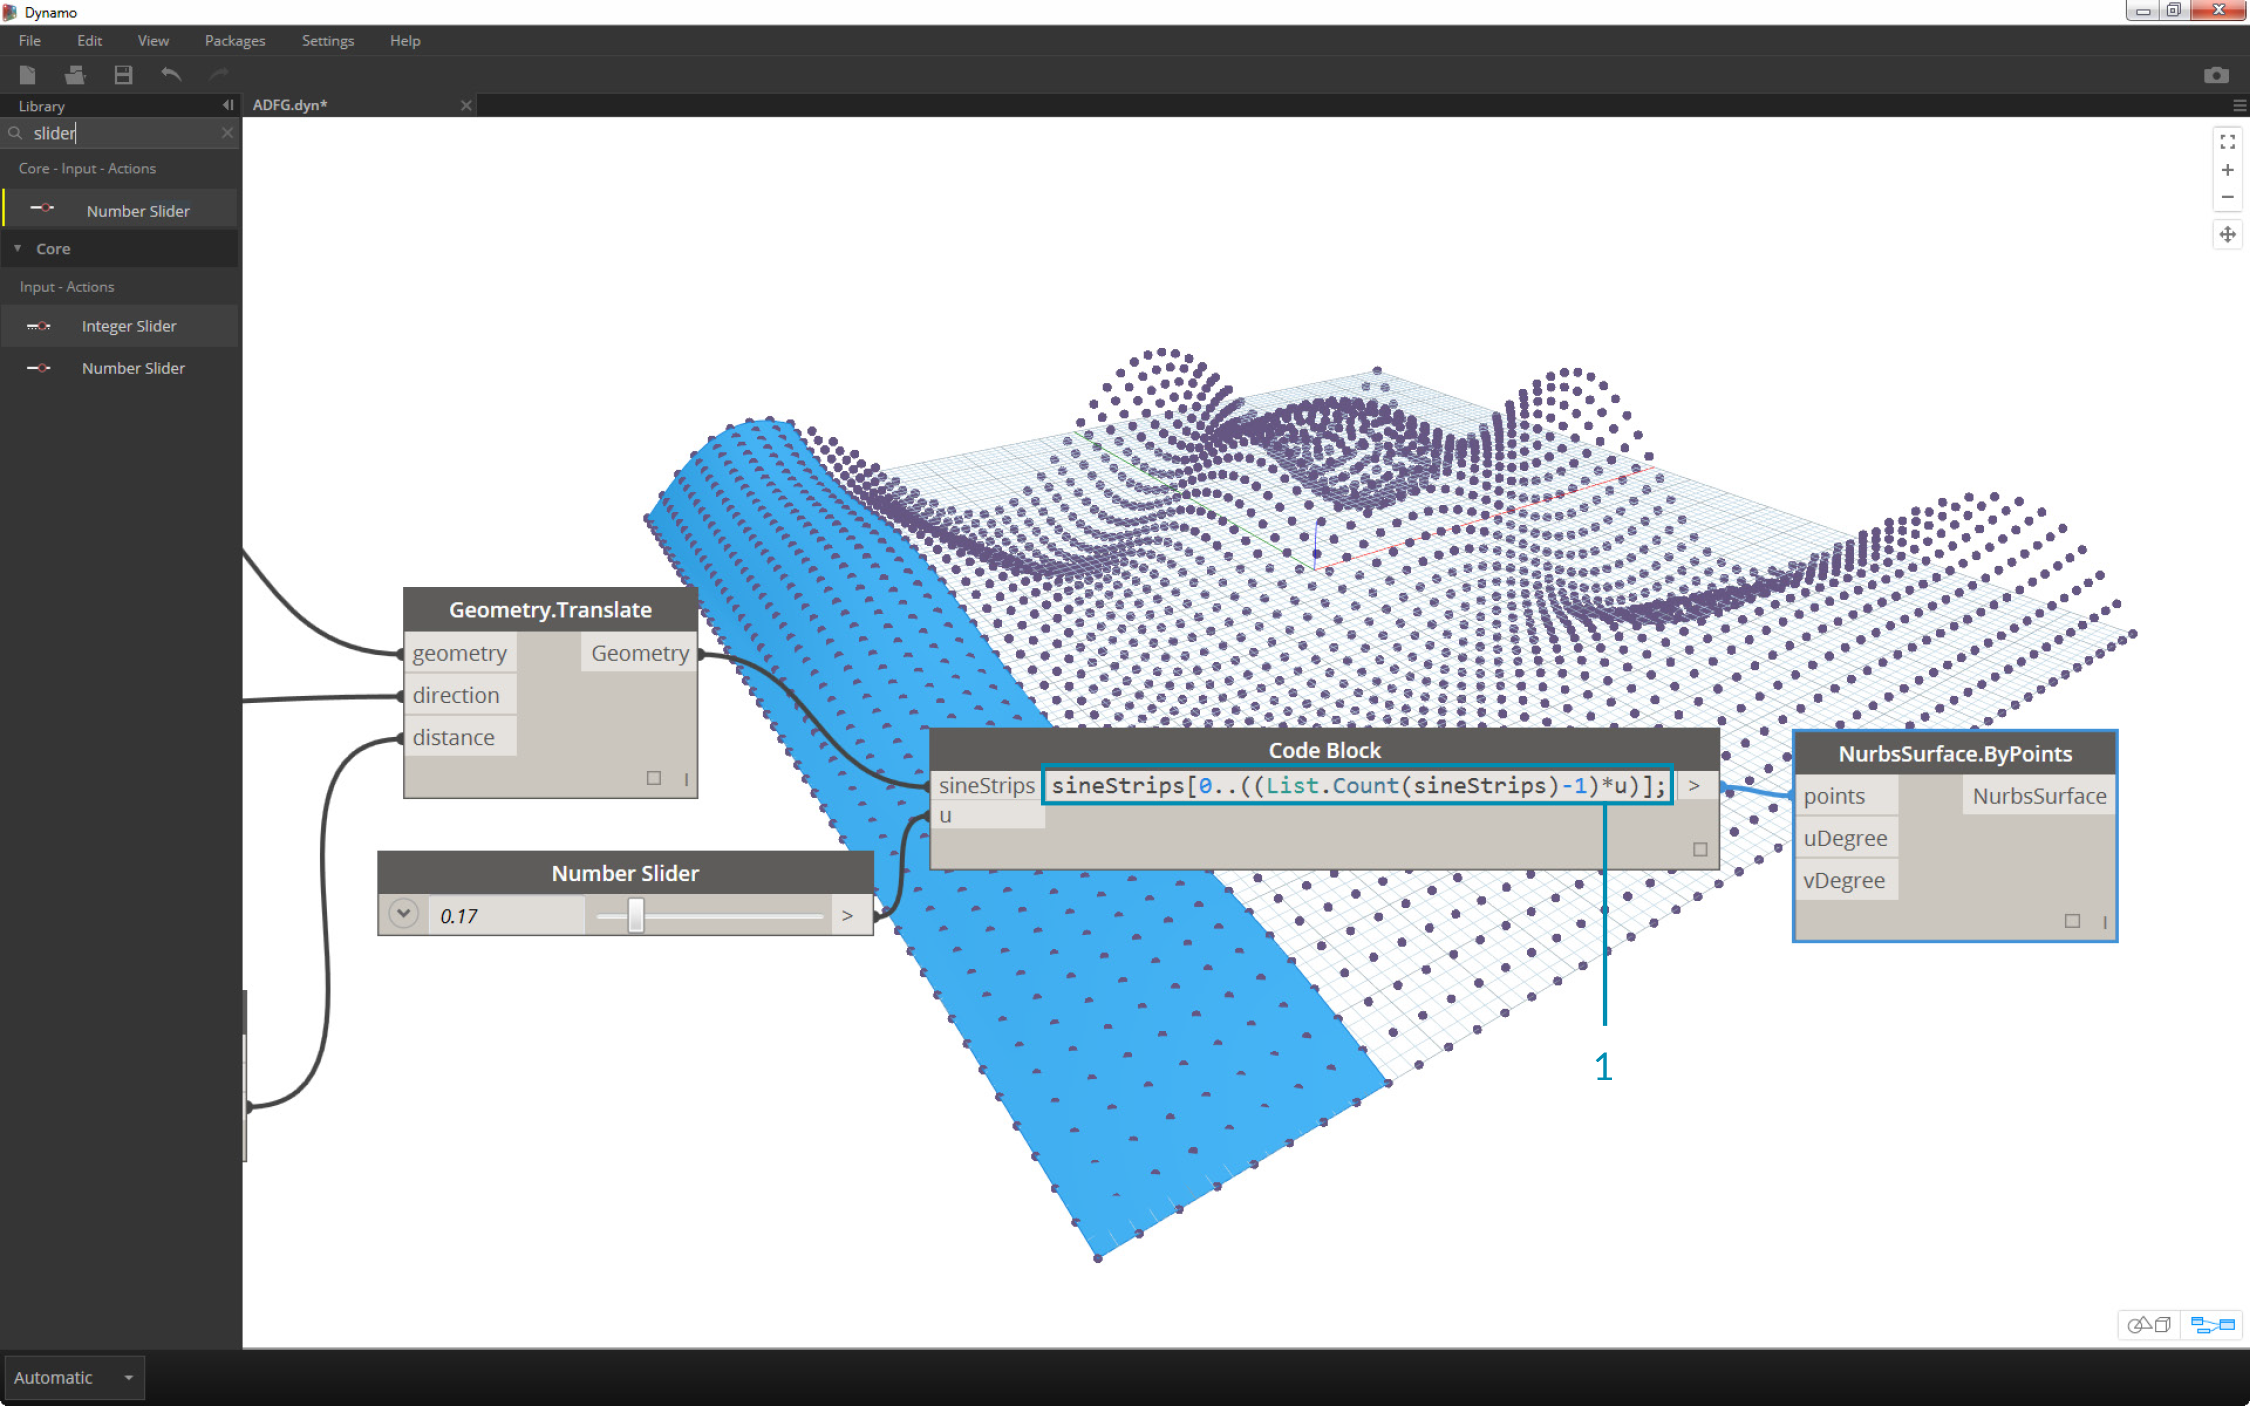 Dynamo
File Edit View Packages Settings Help
Library
ADFG.dyn*
slider
Core - Input - Actions
Number Slider
Core
Input - Actions
Integer Slider
Number Slider
Geometry.Translate
geometry Geometry
direction
distance
Code Block
sineStrips sineStrips[0..((List.Count(sineStrips)-1)*u)]; >
u
NurbsSurface.ByPoints
points NurbsSurface
uDegree
vDegree
Number Slider
0.17 >
1
Automatic